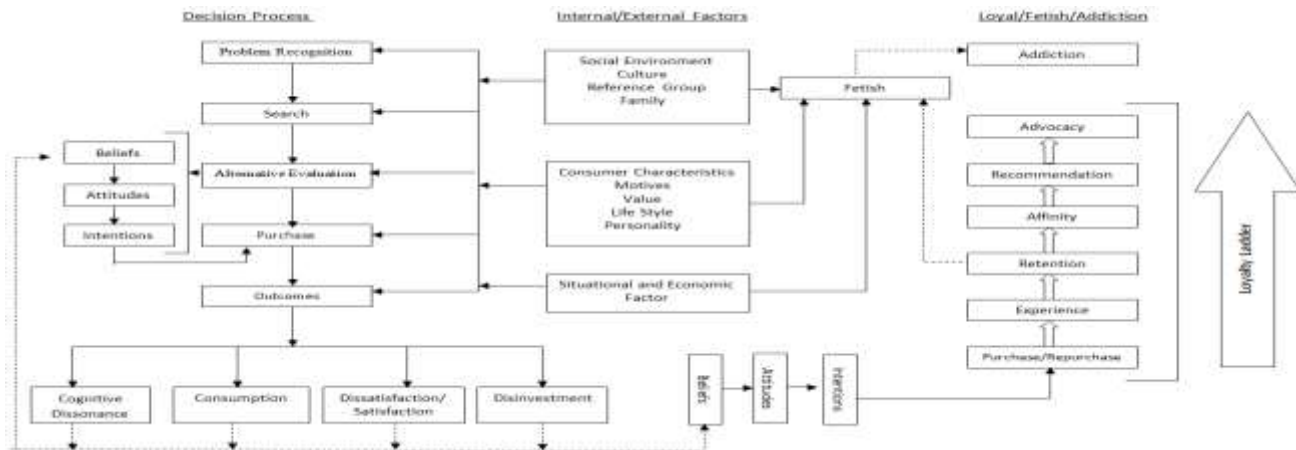 Decision Process
Internal/External Factors
Loyal/Fetish/Addiction
Problem Recognition
Search
Alternative Evaluation
Purchase
Outcomes
Beliefs
Attitudes
Intentions
Cognitive
Dissonance
Consumption
Dissatisfaction/
Satisfaction
Disinvestment
Social Environment
Culture
Reference Group
Family
Consumer Characteristics
Motives
Value
Life Style
Personality
Situational and Economic
Factor
Beliefs
Attitudes
Intentions
Fetish
Addiction
Advocacy
Recommendation
Affinity
Retention
Experience
Purchase/Repurchase
Loyalty Ladder